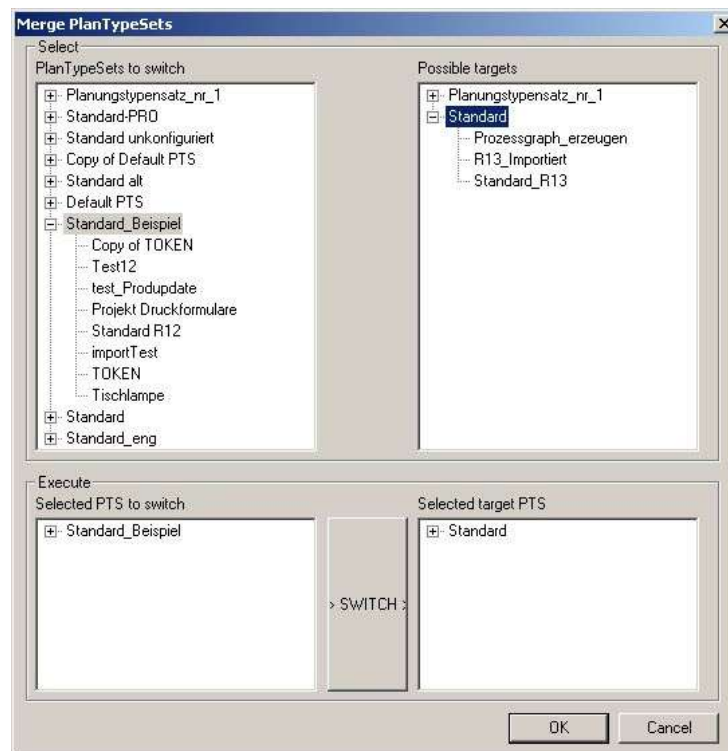 Merge PlanTypeSets
Select
PlanTypeSets to switch
Planungstypensatz_nr_1
Standard-PRO
Standard unkonfiguriert
Copy of Default PTS
Standard alt
Default PTS
Standard_Beispiel
Copy of TOKEN
Test12
test_Produpdate
Projekt Druckformulare
Standard R12
importTest
TOKEN
Tischlampe
Standard
Standard_eng
Possible targets
Planungstypensatz_nr_1
Standard
Prozessgraph_erzeugen
R13_Importiert
Standard_R13
Execute
Selected PTS to switch
Standard_Beispiel
> SWITCH >
Selected target PTS
Standard
OK
Cancel